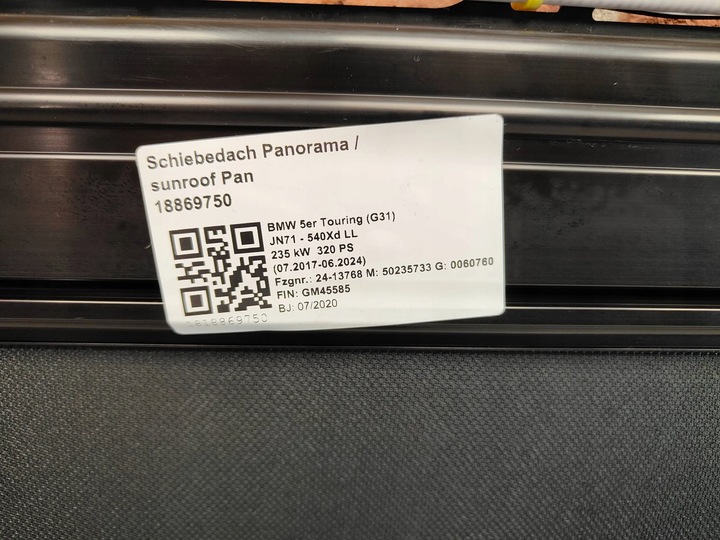 Schiebedach Panorama /
sunroof Pan
18869750
BMW 5er Touring (G31)
JN71 - 540Xd LL
235 kW 320 PS
(07.2017-06.2024)
Fzgnr.: 24-13768 M: 50235733 G: 0060760
FIN: GM45585
BJ: 07/2020